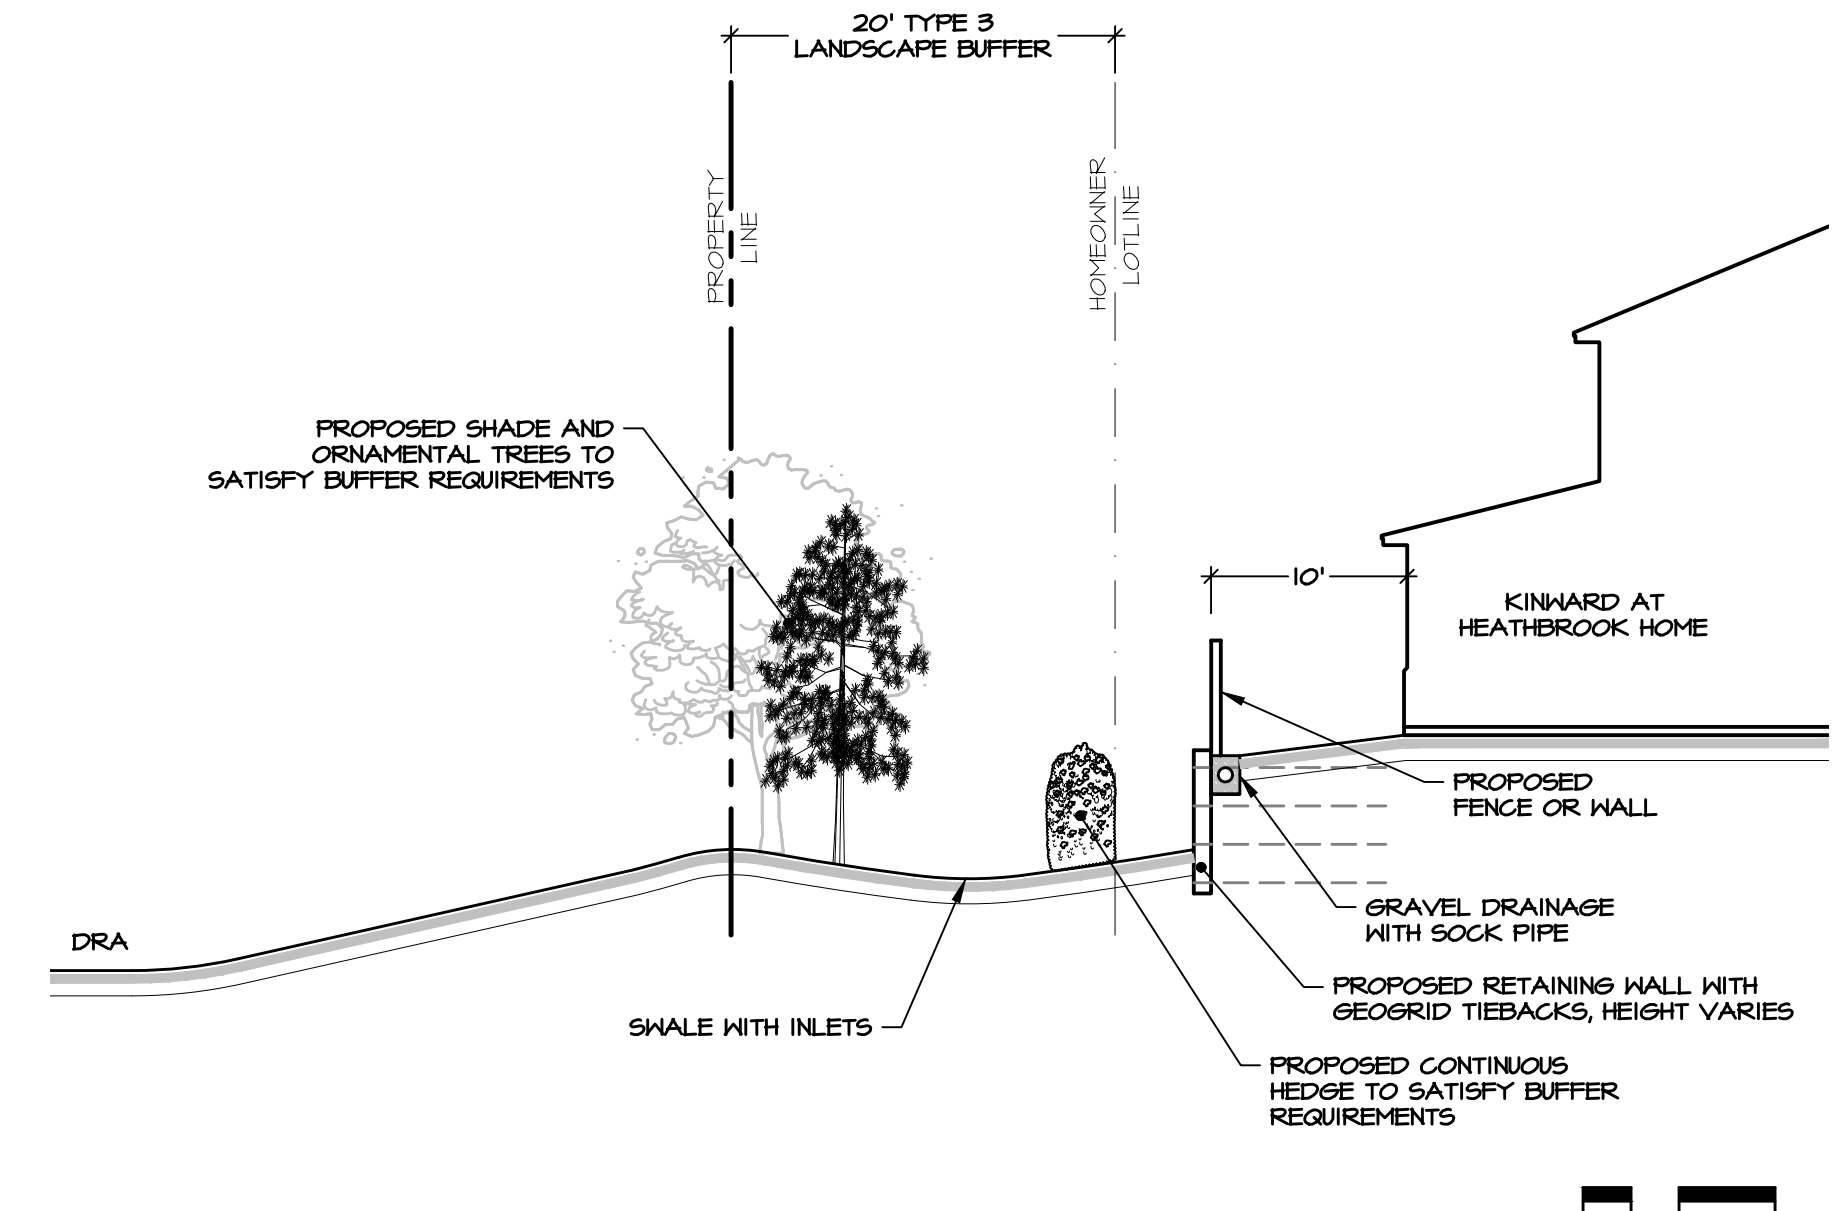 20' TYPE 3
LANDSCAPE BUFFER
PROPERTY
LINE
HOMEOWNER
LOTLINE
PROPOSED SHADE AND
ORNAMENTAL TREES TO
SATISFY BUFFER REQUIREMENTS
10'
KINWARD AT
HEATHBROOK HOME
PROPOSED
FENCE OR WALL
GRAVEL DRAINAGE
WITH SOCK PIPE
DRA
PROPOSED RETAINING WALL WITH
GEOGRID TIEBACKS, HEIGHT VARIES
SWALE WITH INLETS
PROPOSED CONTINUOUS
HEDGE TO SATISFY BUFFER
REQUIREMENTS